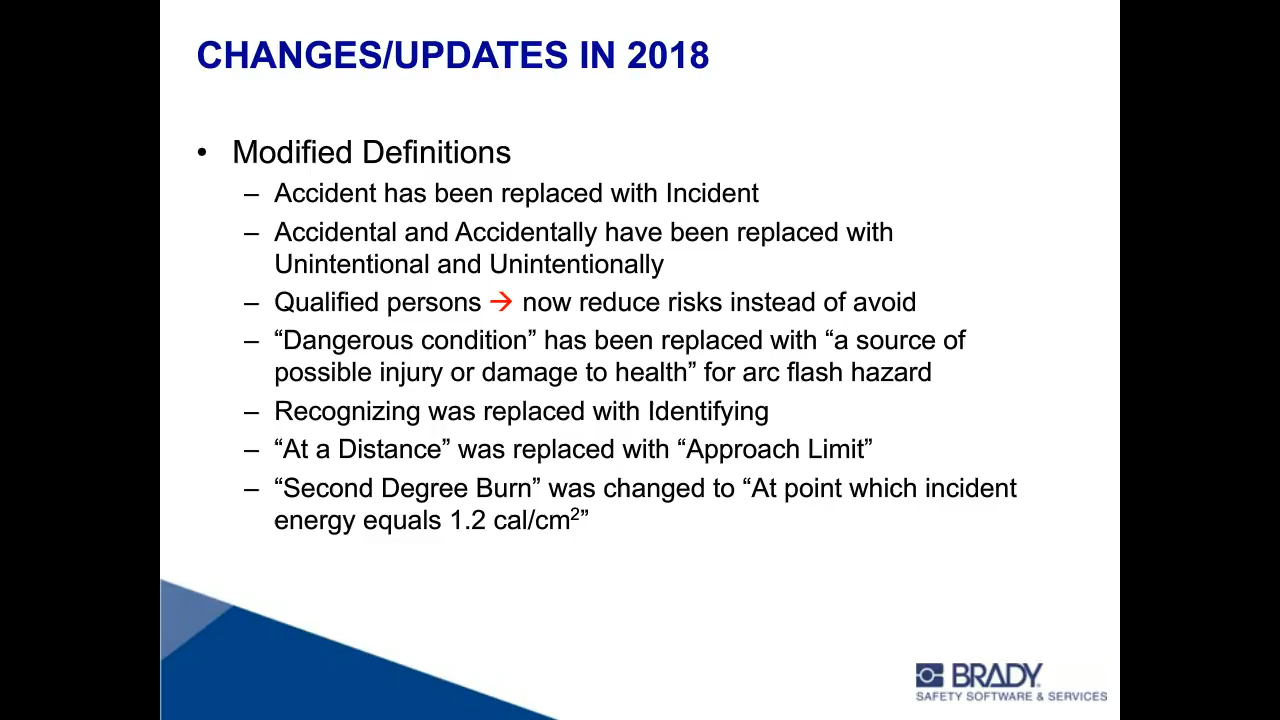 CHANGES/UPDATES IN 2018
• Modified Definitions
– Accident has been replaced with Incident
– Accidental and Accidentally have been replaced with
Unintentional and Unintentionally
– Qualified persons → now reduce risks instead of avoid
– “Dangerous condition” has been replaced with “a source of
possible injury or damage to health” for arc flash hazard
– Recognizing was replaced with Identifying
– “At a Distance” was replaced with “Approach Limit”
– “Second Degree Burn” was changed to “At point which incident
energy equals 1.2 cal/cm²”
BRADY
SAFETY SOFTWARE & SERVICES